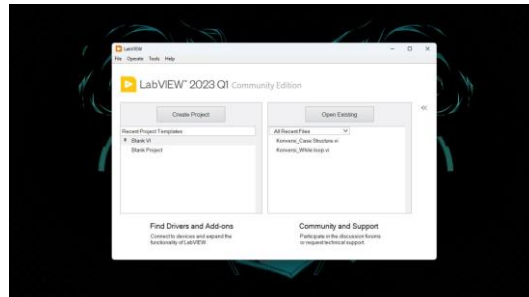 LabVIEW
File Operate Tools Help
LabVIEW™ 2023 Q1 Community Edition
Create Project
Recent Project Templates
Blank VI
Blank Project
Open Existing
All Recent Files
Konversi_Case Structure.vi
Konversi_While loop.vi
Find Drivers and Add-ons
Connect to devices and expand the
functionality of LabVIEW.
Community and Support
Participate in the discussion forums
or request technical support.